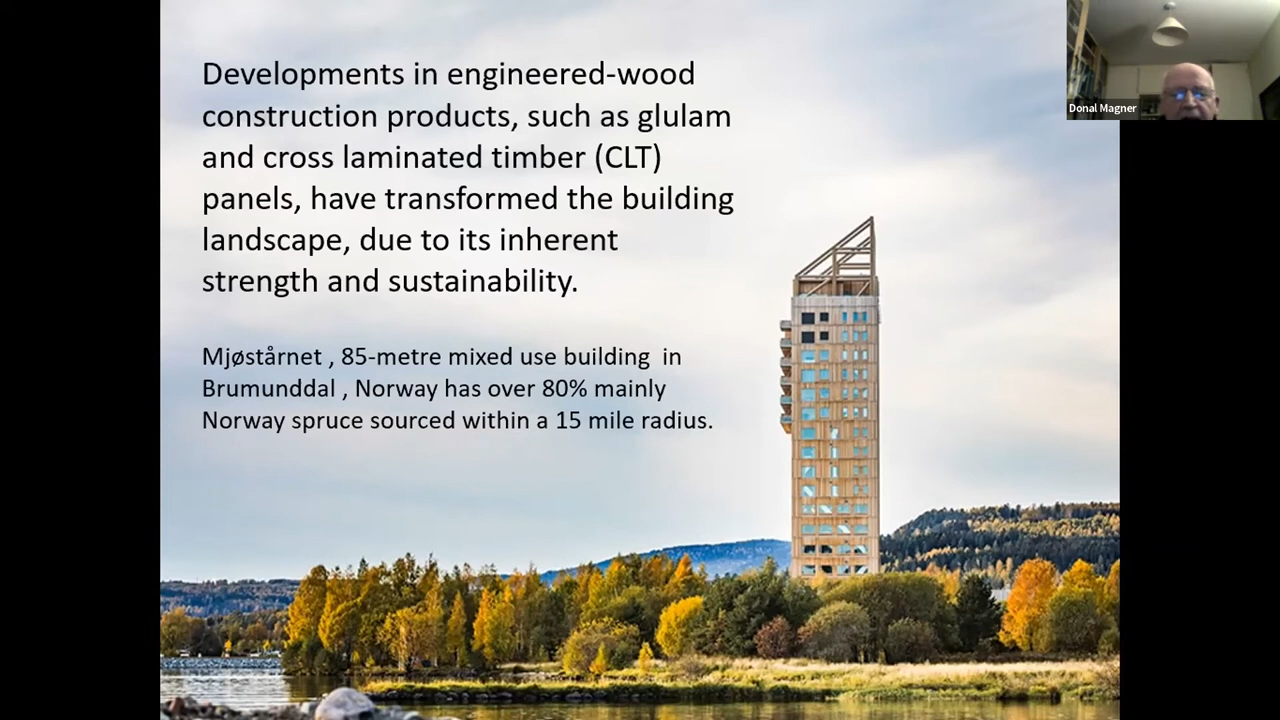 Developments in engineered-wood
construction products, such as glulam
and cross laminated timber (CLT)
panels, have transformed the building
landscape, due to its inherent
strength and sustainability.
Mjøstårnet , 85-metre mixed use building  in
Brumunddal , Norway has over 80% mainly
Norway spruce sourced within a 15 mile radius.
Donal Magner